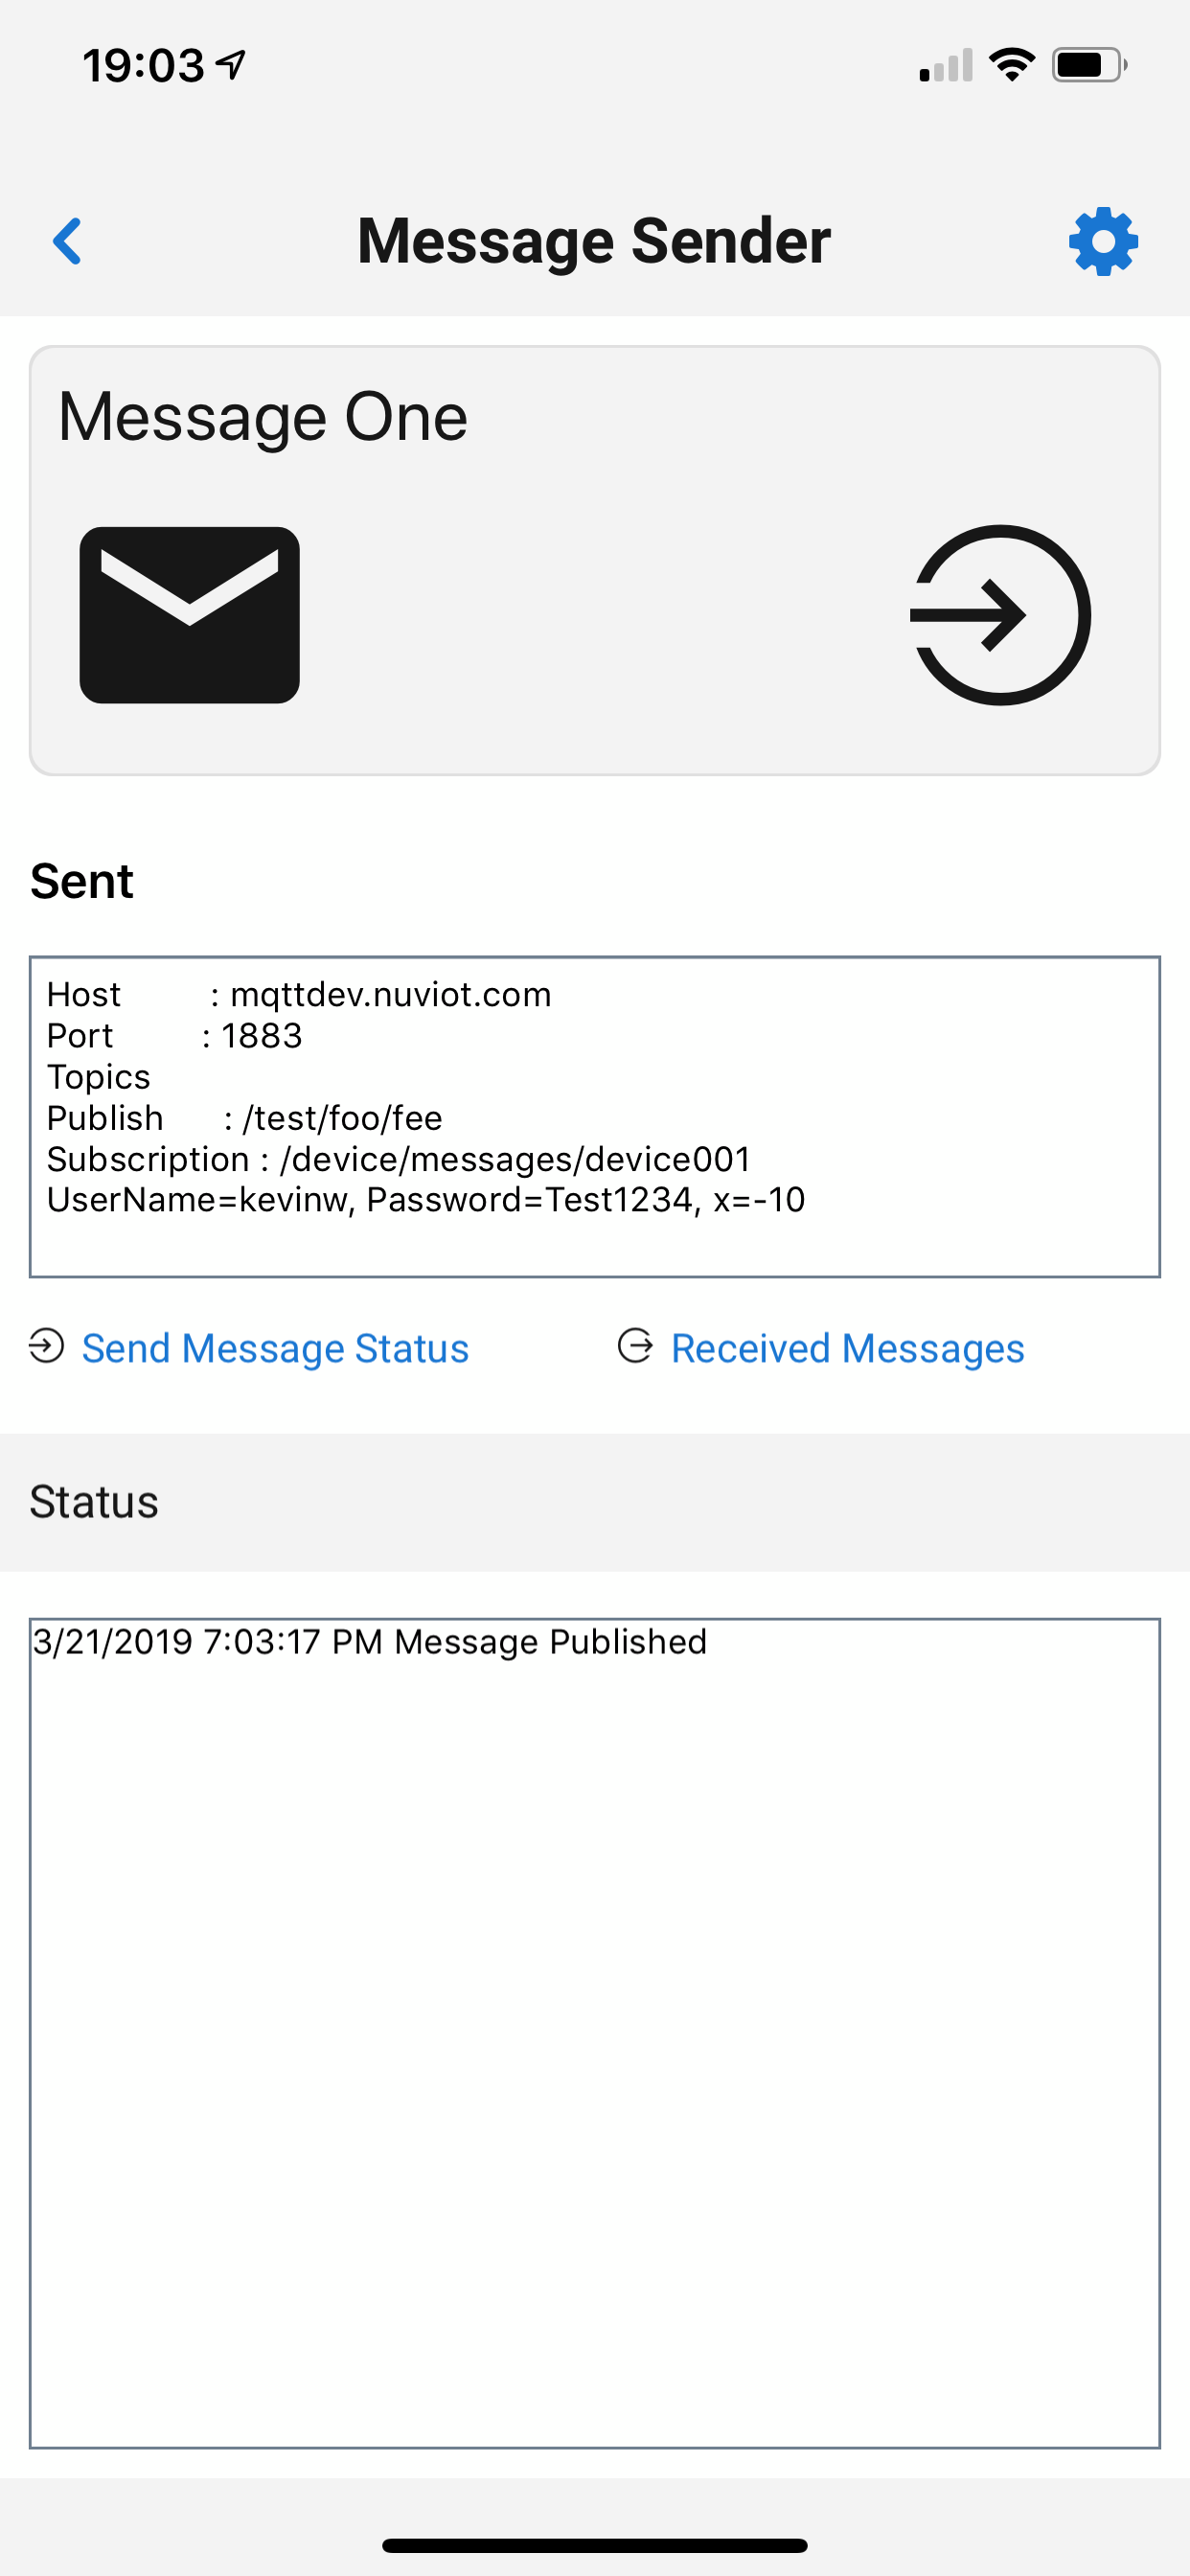 19:03
Message Sender
Message One
Sent
Host : mqttdev.nuviot.com
Port : 1883
Topics
Publish : /test/foo/fee
Subscription : /device/messages/device001
UserName=kevinw, Password=Test1234, x=-10
Send Message Status
Received Messages
Status
3/21/2019 7:03:17 PM Message Published